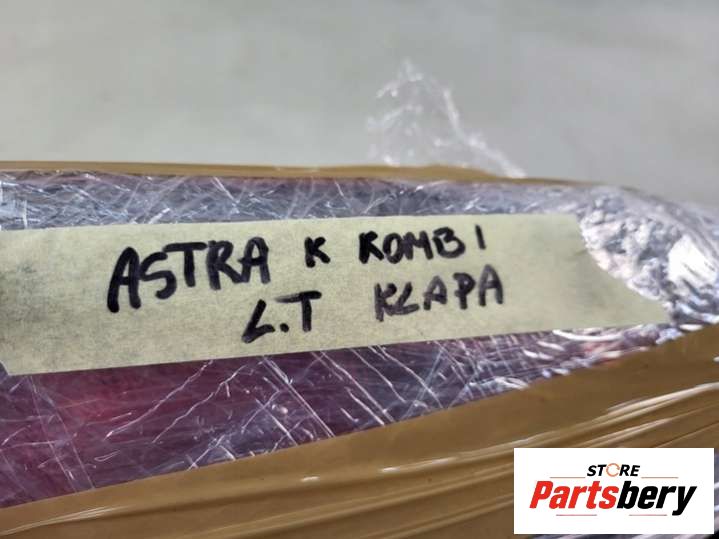 ASTRA K KOMBI
L.T KLAPA
STORE
Partsbery